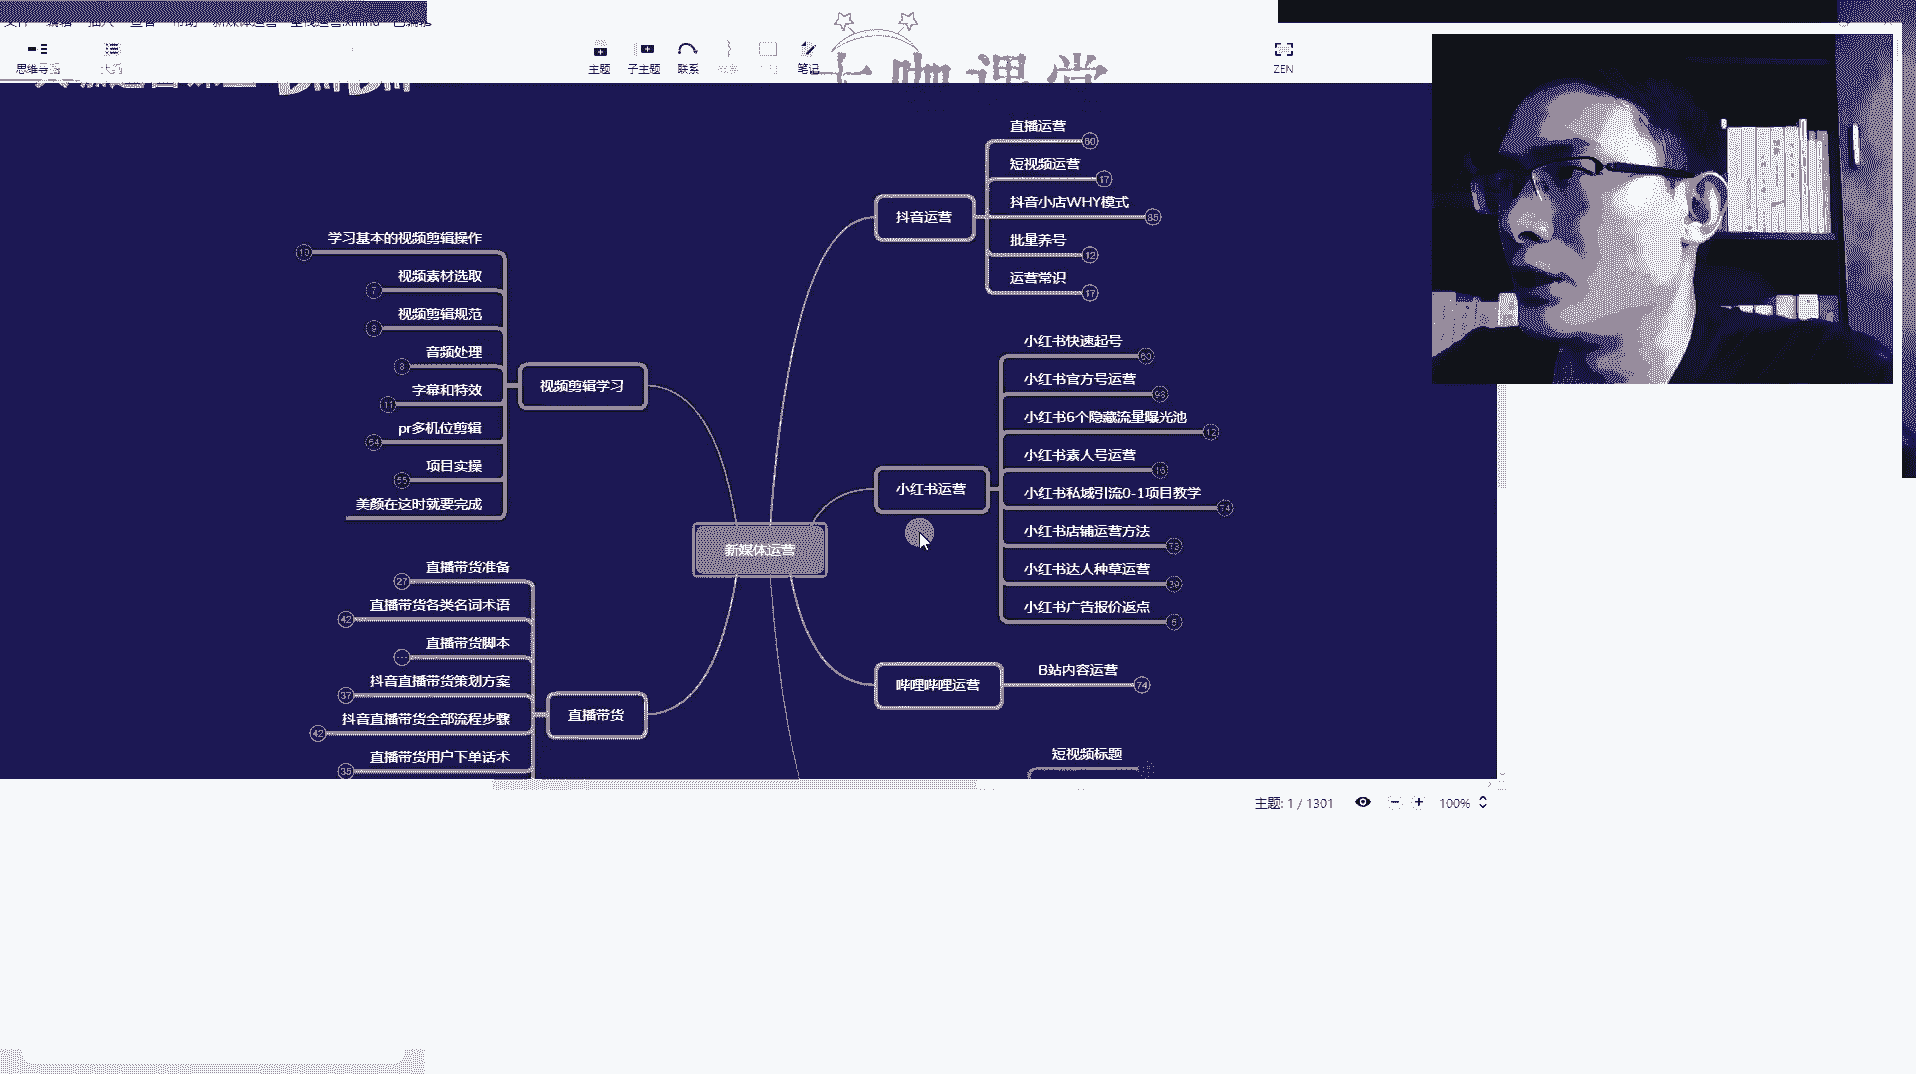 思维导图
主题
子主题
联系
笔记
ZEN
大咖课堂
新媒体运营
抖音运营
直播运营
60
短视频运营
17
抖音小店WHY模式
85
批量养号
12
运营常识
17
小红书运营
小红书快速起号
60
小红书官方号运营
98
小红书6个隐藏流量曝光池
12
小红书素人号运营
16
小红书私域引流0-1项目教学
74
小红书店铺运营方法
73
小红书达人种草运营
39
小红书广告报价返点
哔哩哔哩运营
B站内容运营
74
短视频标题
视频剪辑学习
学习基本的视频剪辑操作
视频素材选取
7
视频剪辑规范
9
音频处理
8
字幕和特效
11
pr多机位剪辑
54
项目实操
55
美颜在这时就要完成
直播带货
直播带货准备
27
直播带货各类名词术语
42
直播带货脚本
抖音直播带货策划方案
37
抖音直播带货全部流程步骤
42
直播带货用户下单话术
35
主题: 1 / 1301
100%